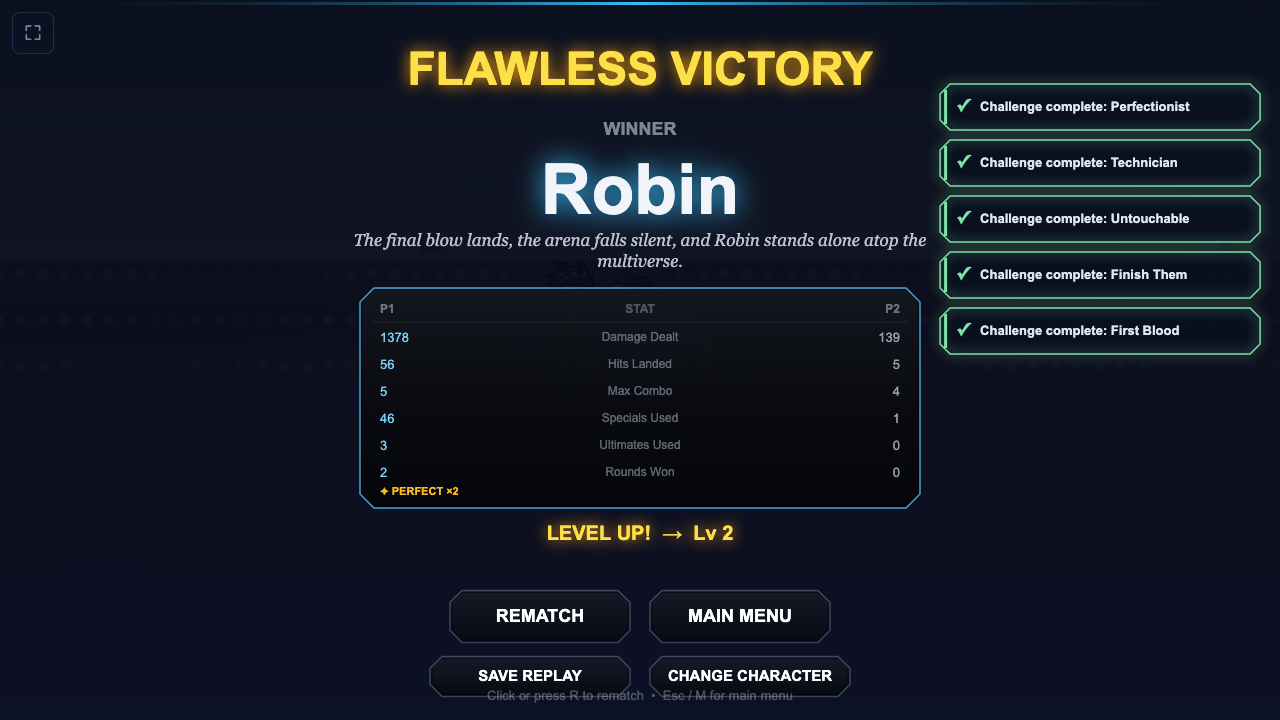 FLAWLESS VICTORY
WINNER
Robin
The final blow lands, the arena falls silent, and Robin stands alone atop the
multiverse.
P1 STAT P2
1378 Damage Dealt 139
56 Hits Landed 5
5 Max Combo 4
46 Specials Used 1
3 Ultimates Used 0
2 Rounds Won 0
✦ PERFECT ×2
LEVEL UP! → Lv 2
REMATCH
MAIN MENU
SAVE REPLAY
CHANGE CHARACTER
Click or press R to rematch • Esc / M for main menu
✔ Challenge complete: Perfectionist
✔ Challenge complete: Technician
✔ Challenge complete: Untouchable
✔ Challenge complete: Finish Them
✔ Challenge complete: First Blood